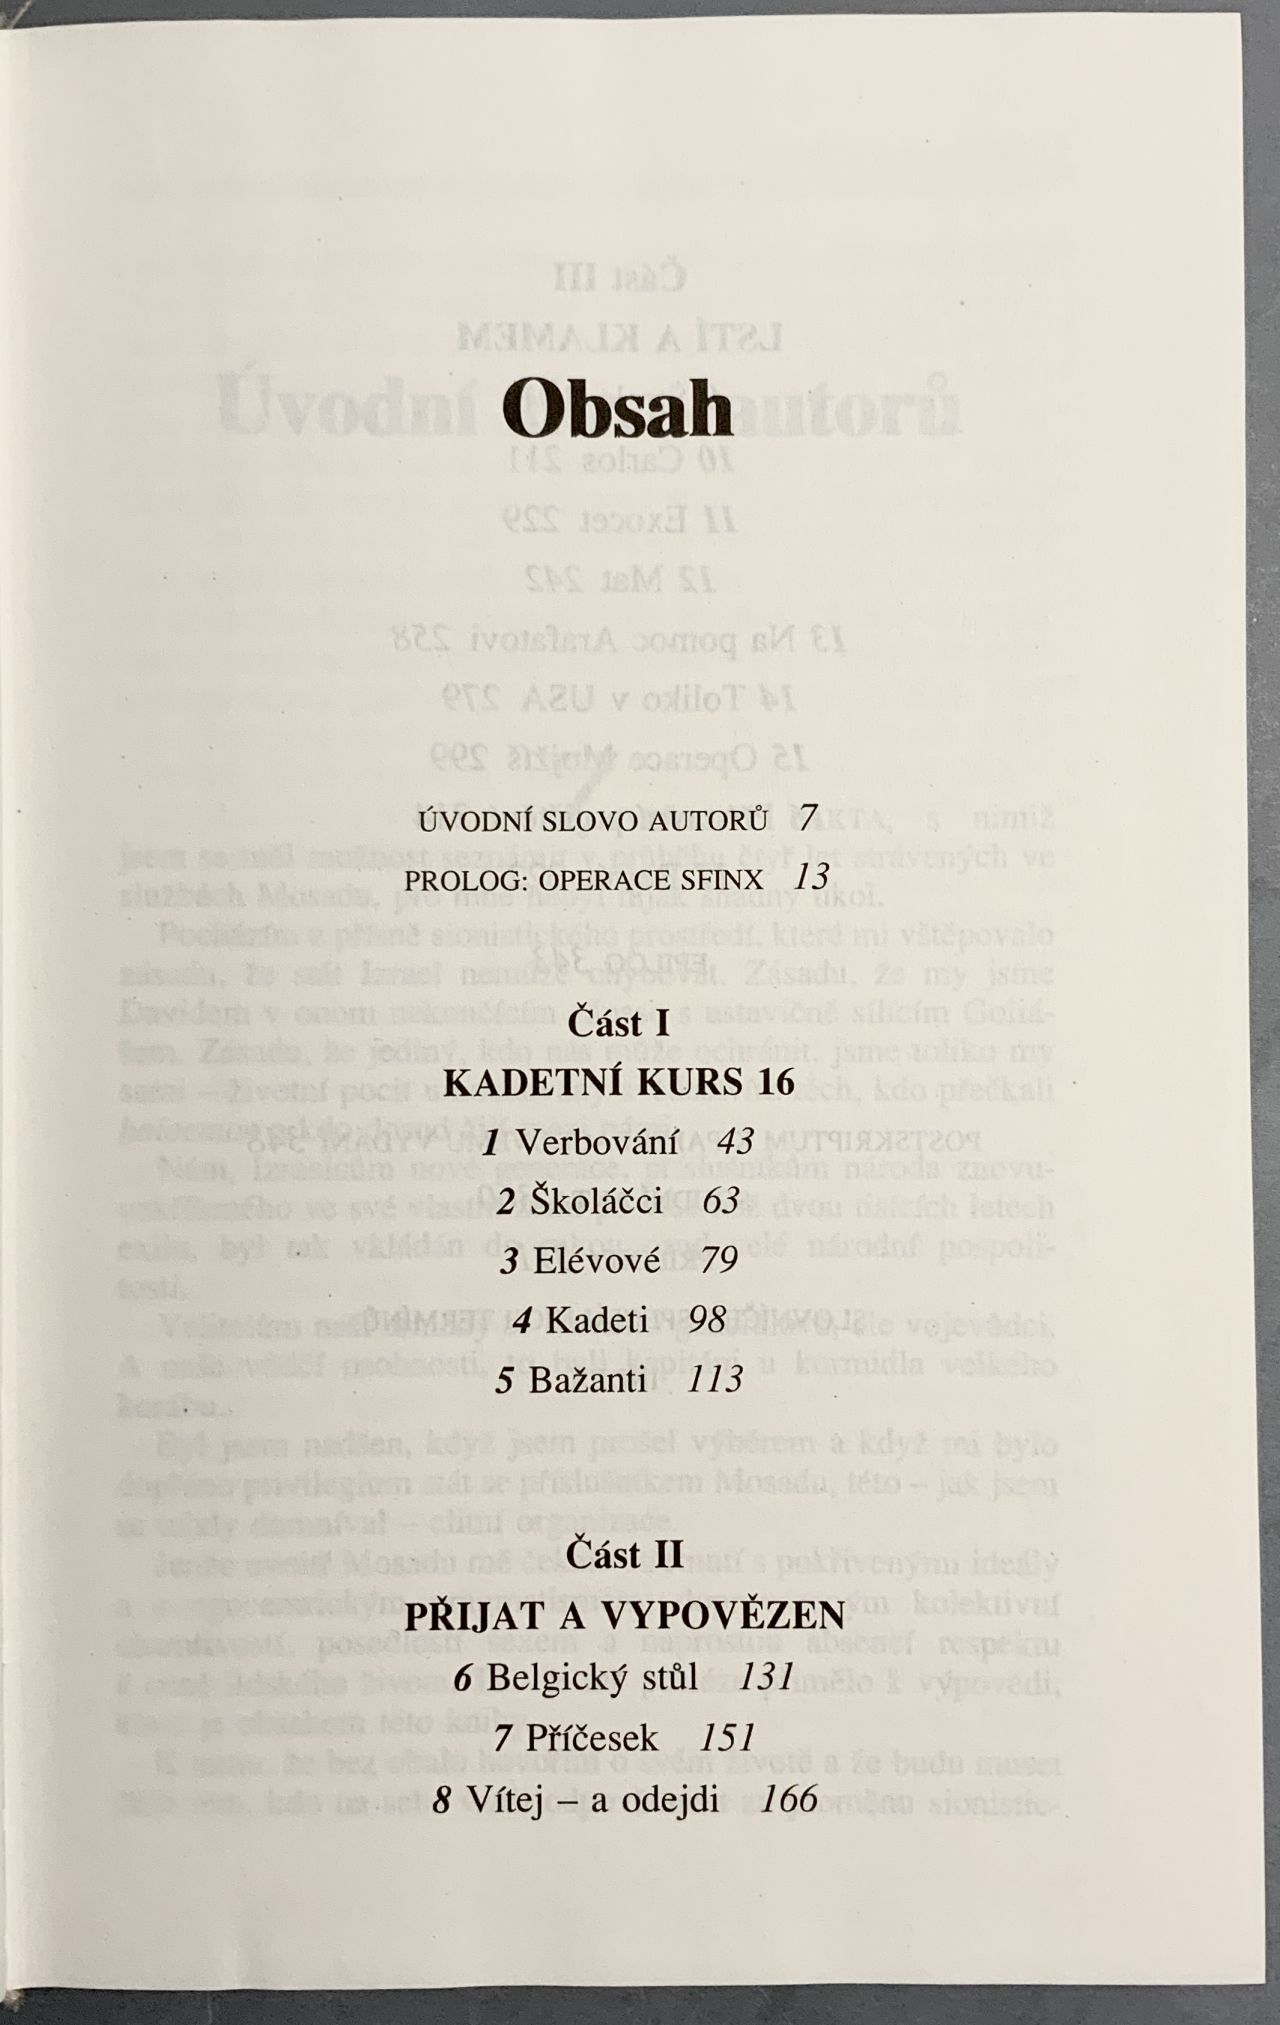 Obsah
ÚVODNÍ SLOVO AUTORŮ 7
PROLOG: OPERACE SFINX 13
Část I
KADETNÍ KURS 16
1 Verbování 43
2 Školáčci 63
3 Elévové 79
4 Kadeti 98
5 Bažanti 113
Část II
PŘIJAT A VYPOVĚZEN
6 Belgický stůl 131
7 Příčesek 151
8 Vítej – a odejdi 166